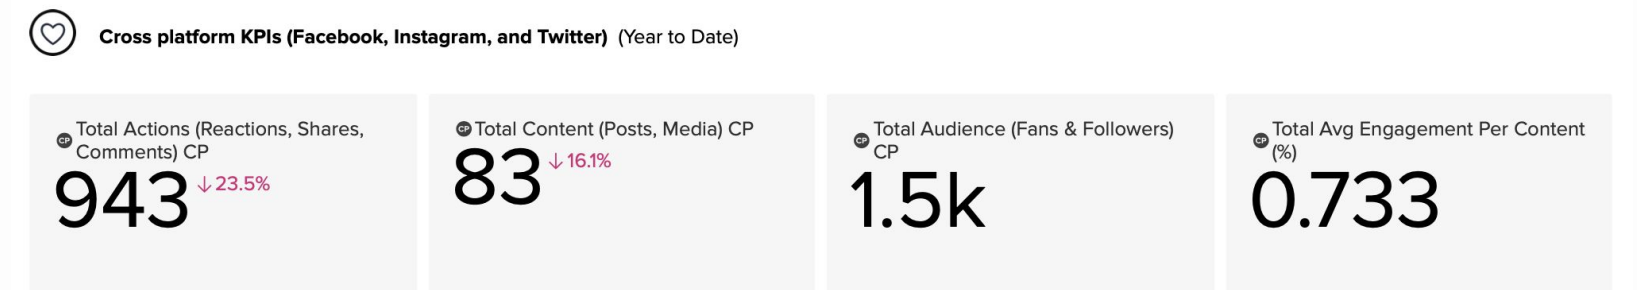 Cross platform KPIs (Facebook, Instagram, and Twitter) (Year to Date)
CP Total Actions (Reactions, Shares,
Comments) CP
943 ↓23.5%
CP Total Content (Posts, Media) CP
83 ↓16.1%
CP Total Audience (Fans & Followers)
CP
1.5k
CP Total Avg Engagement Per Content
(%)
0.733